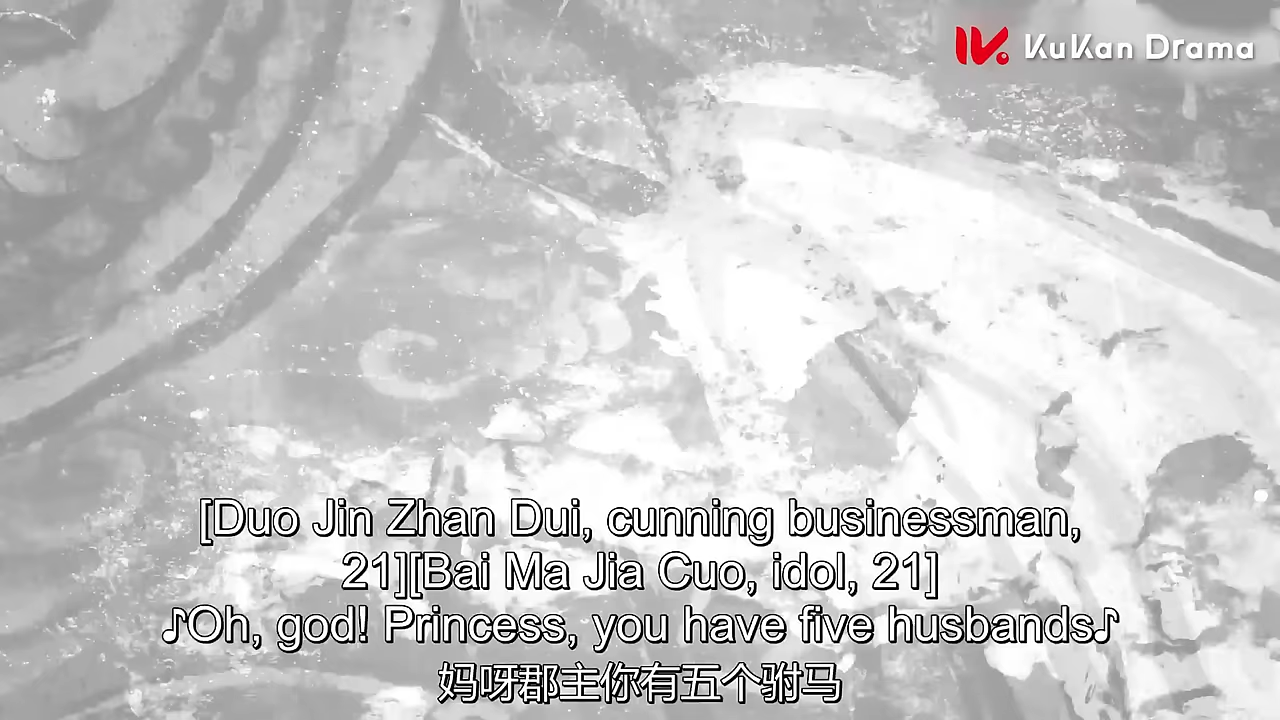 KuKan Drama
[Duo Jin Zhan Dui, cunning businessman,
21][Bai Ma Jia Cuo, idol, 21]
♪Oh, god! Princess, you have five husbands♪
妈呀郡主你有五个驸马